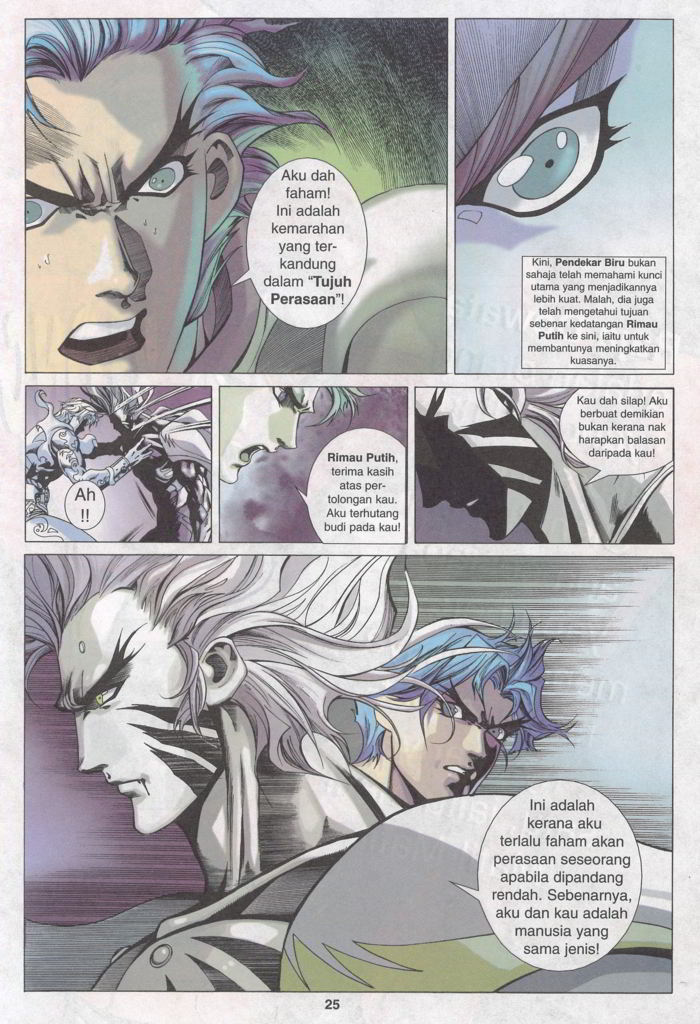 Aku dah
faham!
Ini adalah
kemarahan
yang ter-
kandung
dalam “Tujuh
Perasaan”!
Kini, Pendekar Biru bukan
sahaja telah memahami kunci
utama yang menjadikannya
lebih kuat. Malah, dia juga
telah mengetahui tujuan
sebenar kedatangan Rimau
Putih ke sini, iaitu untuk
membantunya meningkatkan
kuasanya.
Ah
!!
Rimau Putih,
terima kasih
atas per-
tolongan kau.
Aku terhutang
budi pada kau!
Kau dah silap! Aku
berbuat demikian
bukan kerana nak
harapkan balasan
daripada kau!
Ini adalah
kerana aku
terlalu faham akan
perasaan seseorang
apabila dipandang
rendah. Sebenarnya,
aku dan kau adalah
manusia yang
sama jenis!
25